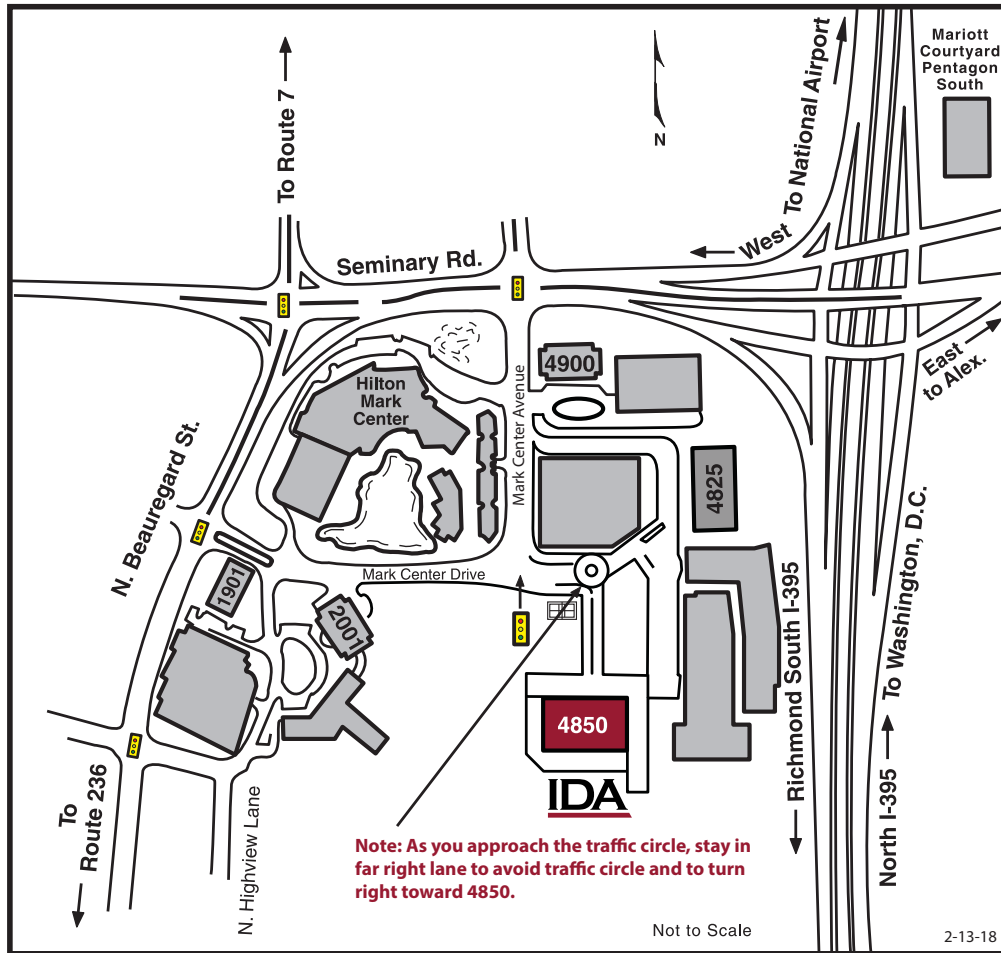 Mariott
Courtyard
Pentagon
South
To National Airport
West
To Route 7
N
Seminary Rd.
East
to Alex.
4900
Hilton
Mark
Center
Mark Center Avenue
4825
N. Beauregard St.
Mark Center Drive
1901
2001
Richmond South I-395
To Washington, D.C.
North I-395
4850
IDA
To
Route 236
N. Highview Lane
Note: As you approach the traffic circle, stay in
far right lane to avoid traffic circle and to turn
right toward 4850.
Not to Scale
2-13-18